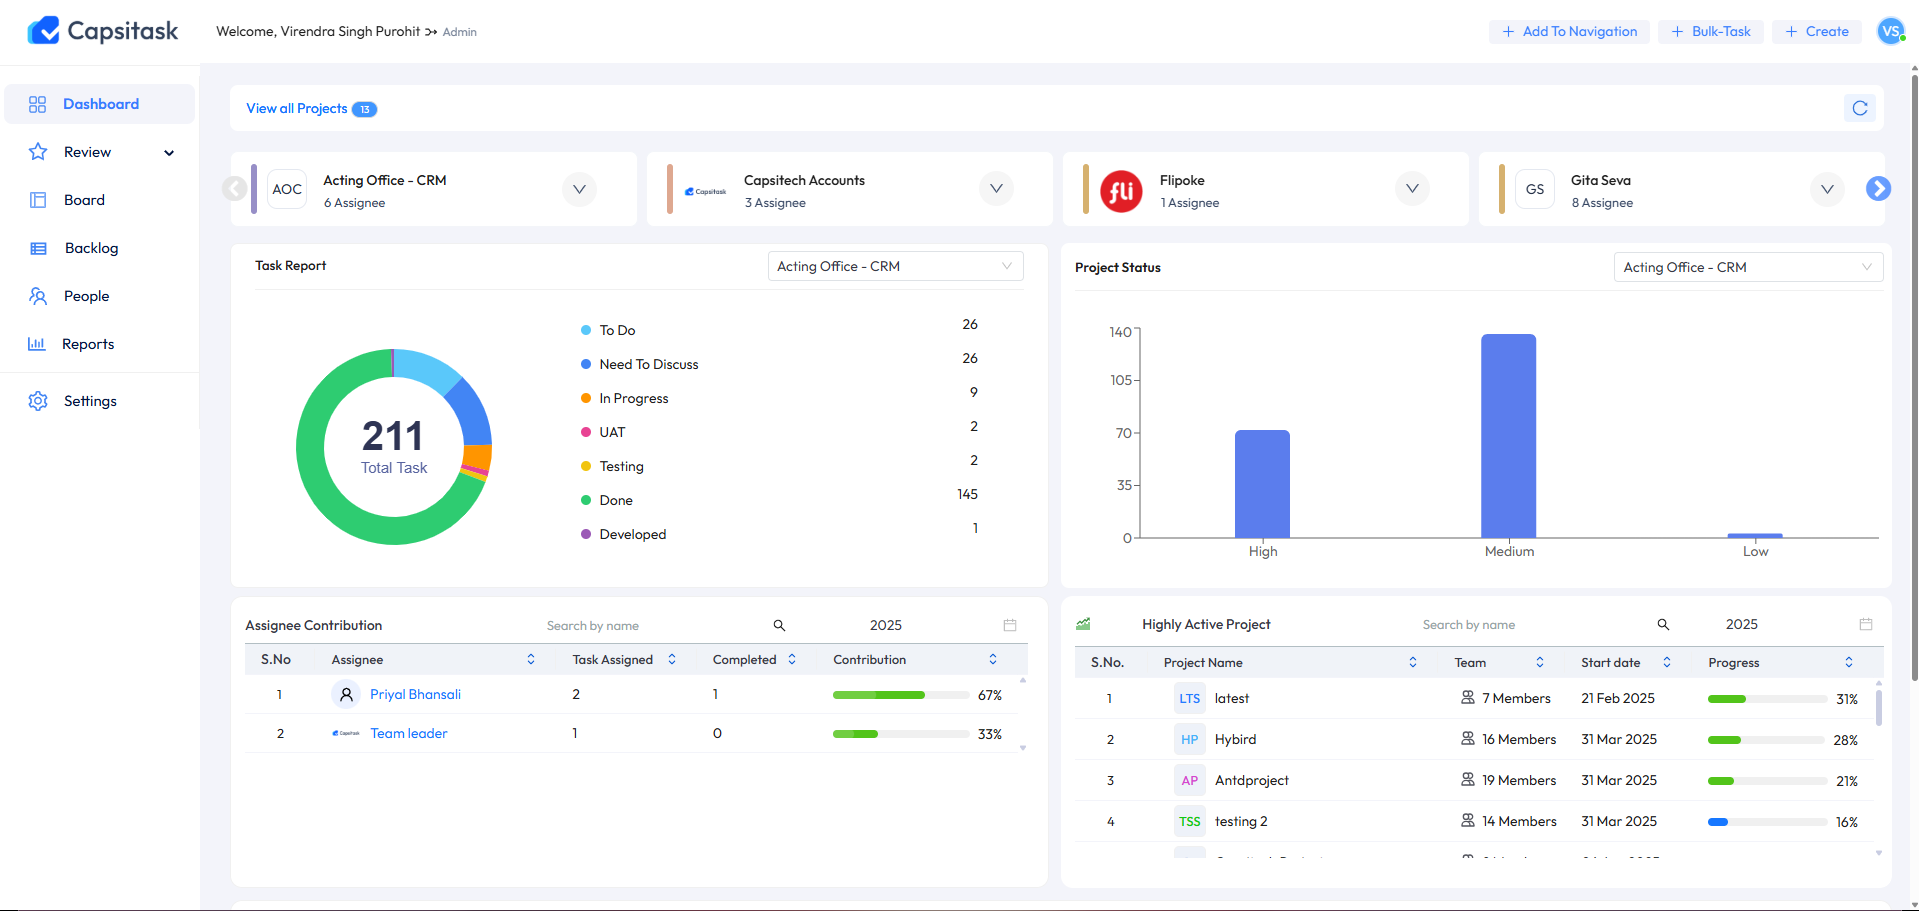 Capsitask
Welcome, Virendra Singh Purohit Admin
Add To Navigation
Bulk-Task
Create
VS
Dashboard
Review
Board
Backlog
People
Reports
Settings
View all Projects 13
AOC
Acting Office - CRM
6 Assignee
Capsitask
Capsitech Accounts
3 Assignee
fli
Flipoke
1 Assignee
GS
Gita Seva
8 Assignee
Task Report
Acting Office - CRM
211
Total Task
To Do 26
Need To Discuss 26
In Progress 9
UAT 2
Testing 2
Done 145
Developed 1
Project Status
Acting Office - CRM
140
105
70
35
0
High Medium Low
Assignee Contribution
Search by name
2025
S.No Assignee Task Assigned Completed Contribution
1 Priyal Bhansali 2 1 67%
2 Capsitask Team leader 1 0 33%
Highly Active Project
Search by name
2025
S.No. Project Name Team Start date Progress
1 LTS latest 7 Members 21 Feb 2025 31%
2 HP Hybird 16 Members 31 Mar 2025 28%
3 AP Antdproject 19 Members 31 Mar 2025 21%
4 TSS testing 2 14 Members 31 Mar 2025 16%